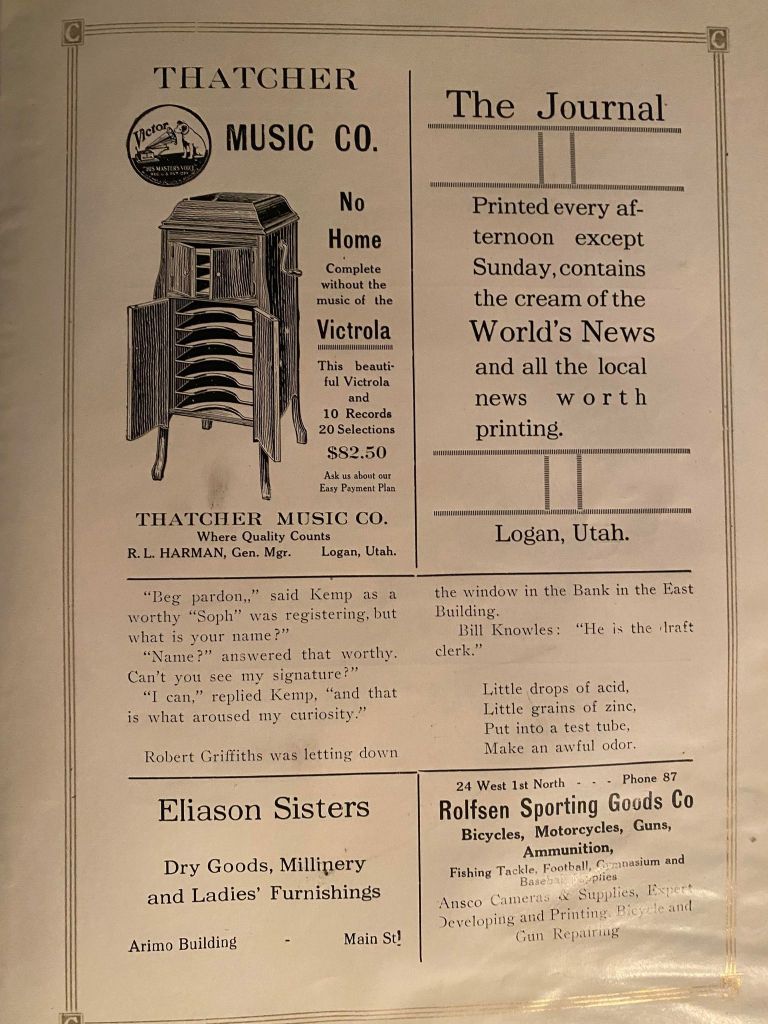 C
C
THATCHER
Victor
"HIS MASTER'S VOICE"
MUSIC CO.
No
Home
Complete
without the
music of the
Victrola
This beauti-
ful Victrola
and
10 Records
20 Selections
$82.50
Ask us about our
Easy Payment Plan
THATCHER MUSIC CO.
Where Quality Counts
R. L. HARMAN, Gen. Mgr. Logan, Utah.
The Journal
Printed every af-
ternoon except
Sunday, contains
the cream of the
World's News
and all the local
news worth
printing.
Logan, Utah.
"Beg pardon,," said Kemp as a
worthy "Soph" was registering, but
what is your name?"
"Name?" answered that worthy.
Can't you see my signature?"
"I can," replied Kemp, "and that
is what aroused my curiosity."
Robert Griffiths was letting down
the window in the Bank in the East
Building.
Bill Knowles: "He is the draft
clerk."
Little drops of acid,
Little grains of zinc,
Put into a test tube,
Make an awful odor.
Eliason Sisters
Dry Goods, Millinery
and Ladies' Furnishings
Arimo Building - Main St!
24 West 1st North - - - Phone 87
Rolfsen Sporting Goods Co
Bicycles, Motorcycles, Guns,
Ammunition,
Fishing Tackle, Football, Gymnasium and
Baseball Supplies
Ansco Cameras & Supplies, Expert
Developing and Printing. Bicycle and
Gun Repairing
C